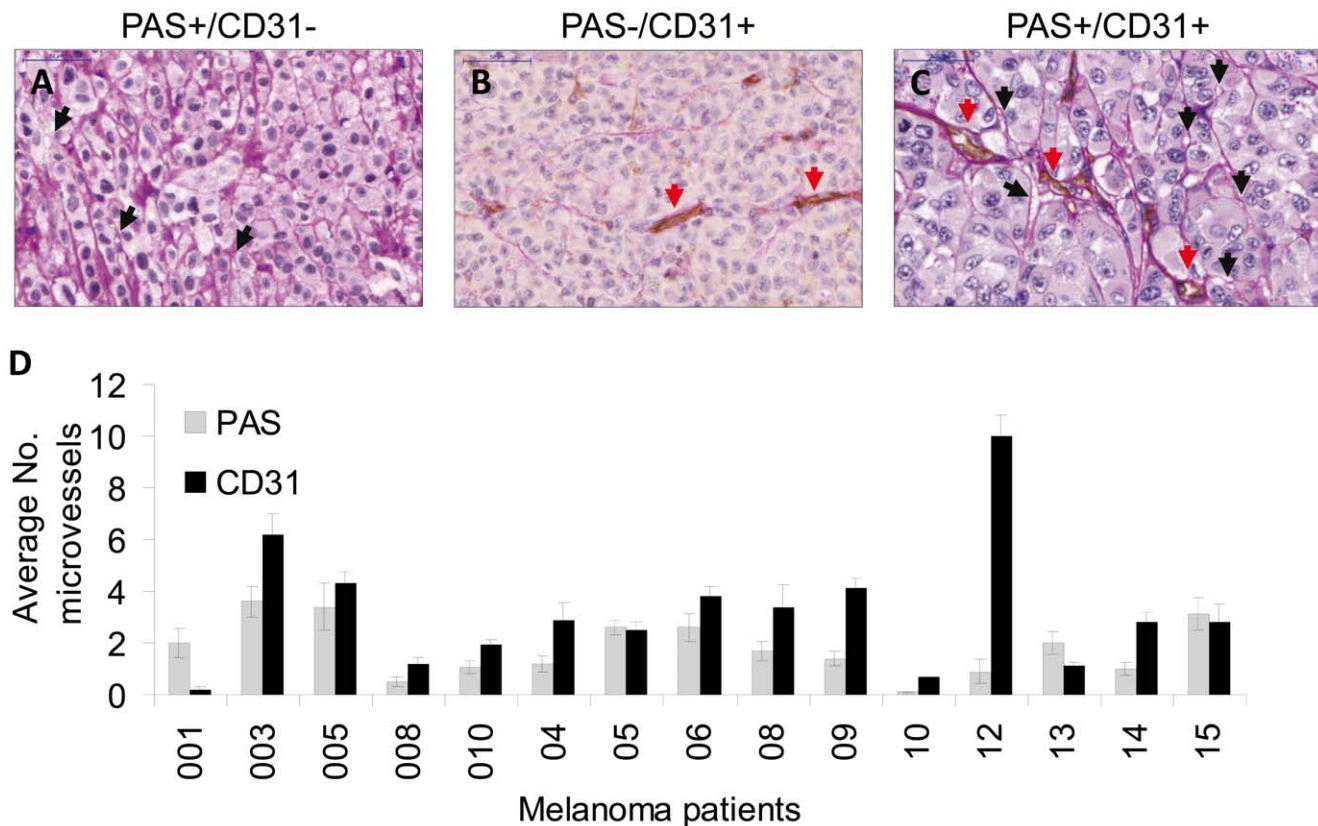 PAS+/CD31- PAS-/CD31+ PAS+/CD31+
A B C
D
12
10
8
6
4
2
0
Average No.
microvessels
PAS
CD31
001 003 005 008 010 04 05 06 08 09 10 12 13 14 15
Melanoma patients